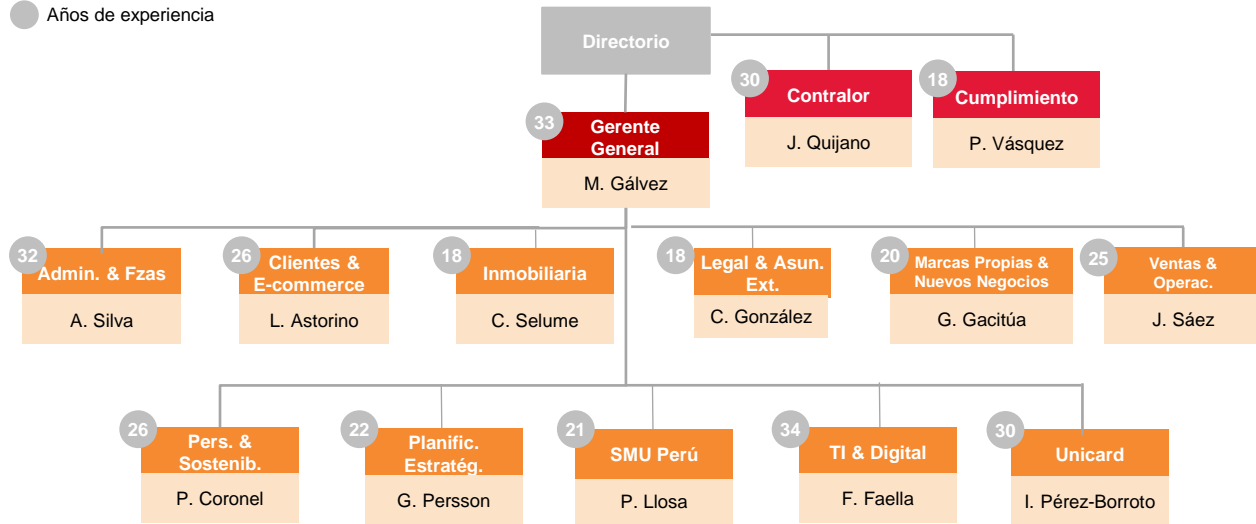 Años de experiencia
Directorio
30
Contralor
J. Quijano
18
Cumplimiento
P. Vásquez
33
Gerente
General
M. Gálvez
32
Admin. & Fzas
A. Silva
26
Clientes &
E-commerce
L. Astorino
18
Inmobiliaria
C. Selume
18
Legal & Asun.
Ext.
C. González
20
Marcas Propias &
Nuevos Negocios
G. Gacitúa
25
Ventas &
Operac.
J. Sáez
26
Pers. &
Sostenib.
P. Coronel
22
Planific.
Estratég.
G. Persson
21
SMU Perú
P. Llosa
34
TI & Digital
F. Faella
30
Unicard
I. Pérez-Borroto